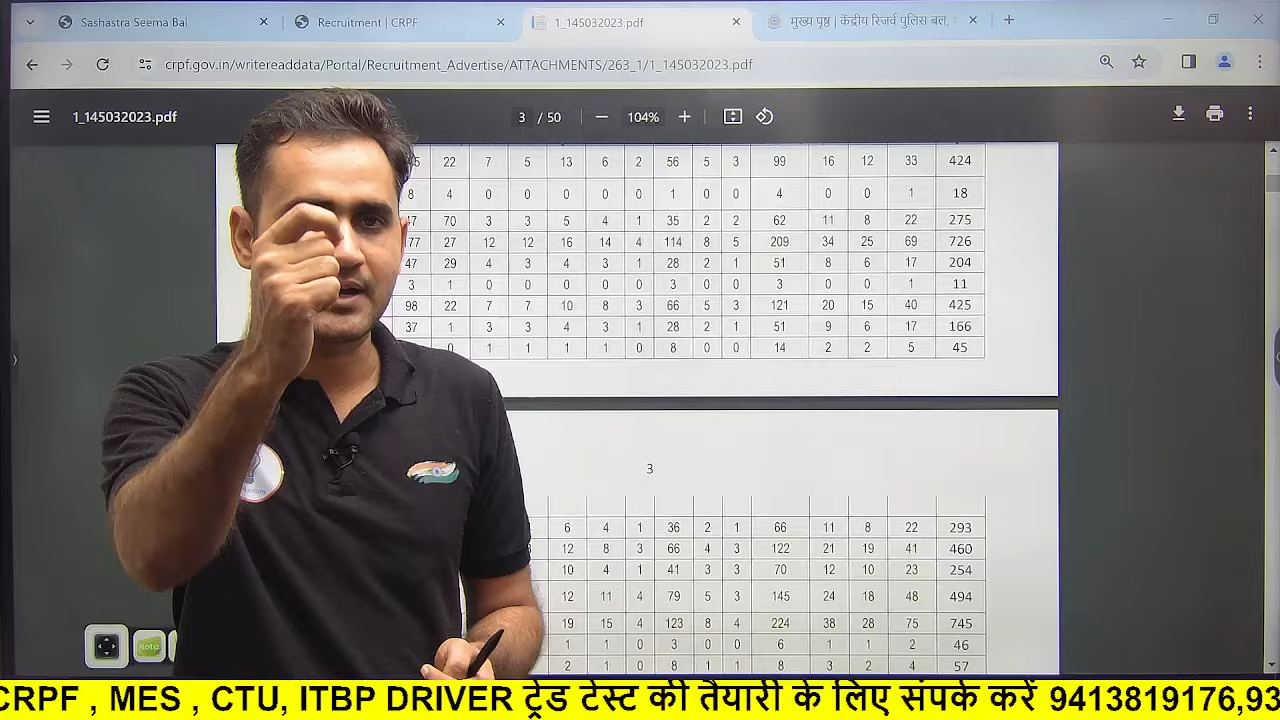 Sashastra Seema Bal
Recruitment | CRPF
1_145032023.pdf
मुख्य पृष्ठ | केंद्रीय रिजर्व पुलिस बल,
crpf.gov.in/writereaddata/Portal/Recruitment_Advertise/ATTACHMENTS/263_1/1_145032023.pdf
1_145032023.pdf
3 / 50
104%
22 7 5 13 6 2 56 5 3 99 16 12 33 424
8 4 0 0 0 0 0 1 0 0 4 0 0 1 18
70 3 3 5 4 1 35 2 2 62 11 8 22 275
77 27 12 12 16 14 4 114 8 5 209 34 25 69 726
47 29 4 3 4 3 1 28 2 1 51 8 6 17 204
3 1 0 0 0 0 0 3 0 0 3 0 0 1 11
98 22 7 7 10 8 3 66 5 3 121 20 15 40 425
37 1 3 3 4 3 1 28 2 1 51 9 6 17 166
0 1 1 1 1 0 8 0 0 14 2 2 5 45
3
6 4 1 36 2 1 66 11 8 22 293
12 8 3 66 4 3 122 21 19 41 460
10 4 1 41 3 3 70 12 10 23 254
12 11 4 79 5 3 145 24 18 48 494
19 15 4 123 8 4 224 38 28 75 745
1 1 0 3 0 0 6 1 1 2 46
2 1 0 8 1 1 8 3 2 4 57
Note
CRPF , MES , CTU, ITBP DRIVER ट्रेड टेस्ट की तैयारी के लिए संपर्क करें 9413819176,93